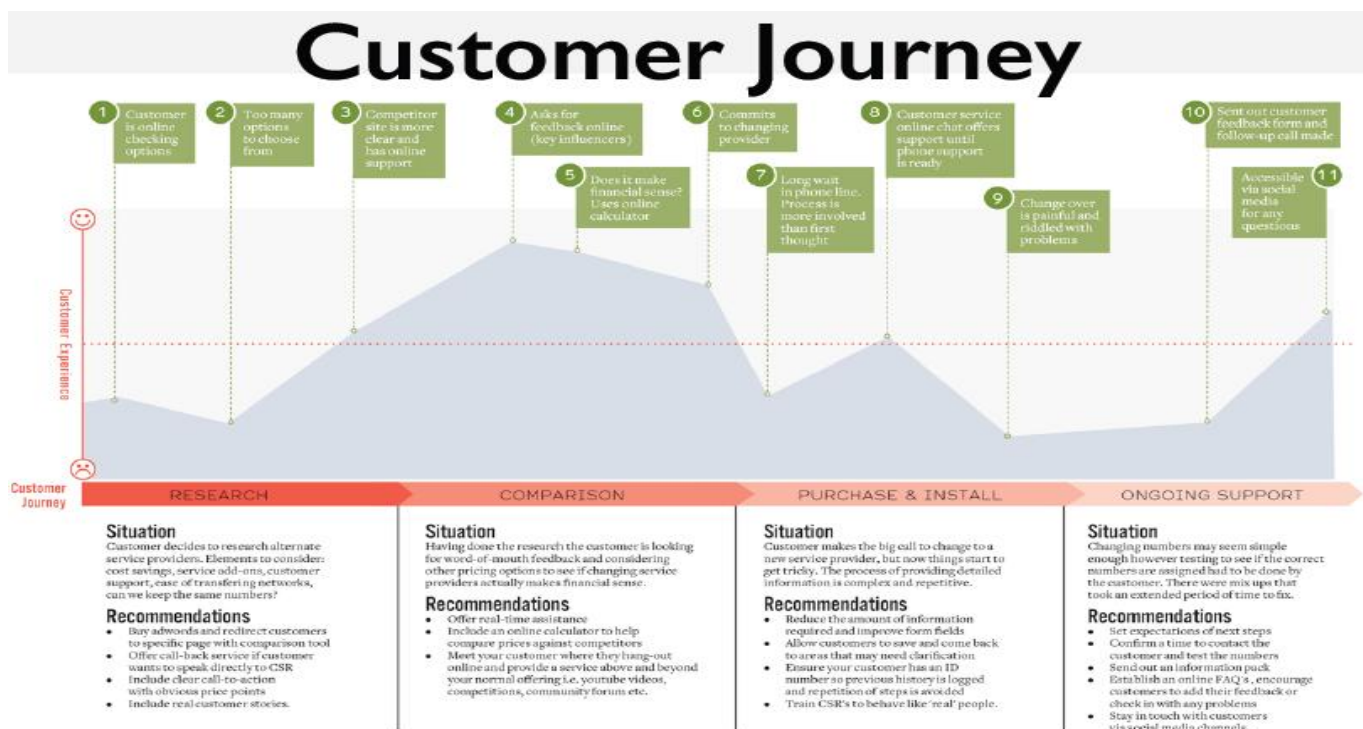 Customer Journey
1
Customer
is online
checking
options
2
Too many
options
to choose
from
3
Competitor
site is more
clear and
has online
support
4
Asks for
feedback online
(key influencers)
5
Does it make
financial sense?
Uses online
calculator
6
Commits
to changing
provider
7
Long wait
in phone line.
Process is
more involved
than first
thought
8
Customer service
online chat offers
support until
phone support
is ready
9
Change over
is painful and
riddled with
problems
10
Sent out customer
feedback form and
follow-up call made
11
Accessible
via social
media
for any
questions
Customer Experience
Customer
Journey
RESEARCH
COMPARISON
PURCHASE & INSTALL
ONGOING SUPPORT
Situation
Customer decides to research alternate
service providers. Elements to consider:
cost savings, service add-ons, customer
support, ease of transfering networks,
can we keep the same numbers?
Recommendations
• Buy adwords and redirect customers
to specific page with comparison tool
• Offer call-back service if customer
wants to speak directly to CSR
• Include clear call-to-action
with obvious price points
• Include real customer stories.
Situation
Having done the research the customer is looking
for word-of-mouth feedback and considering
other pricing options to see if changing service
providers actually makes financial sense.
Recommendations
• Offer real-time assistance
• Include an online calculator to help
compare prices against competitors
• Meet your customer where they hang-out
online and provide a service above and beyond
your normal offering i.e. youtube videos,
competitions, community forum etc.
Situation
Customer makes the big call to change to a
new service provider, but now things start to
get tricky. The process of providing detailed
information is complex and repetitive.
Recommendations
• Reduce the amount of information
required and improve form fields
• Allow customers to save and come back
to are as that may need clarification
• Ensure your customer has an ID
number so previous history is logged
and repetition of steps is avoided
• Train CSR's to behave like 'real' people.
Situation
Changing numbers may seem simple
enough however testing to see if the correct
numbers are assigned had to be done by
the customer. There were mix ups that
took an extended period of time to fix.
Recommendations
• Set expectations of next steps
• Confirm a time to contact the
customer and test the numbers
• Send out an information pack
• Establish an online FAQ's, encourage
customers to add their feedback or
check in with any problems
• Stay in touch with customers
via social media channels